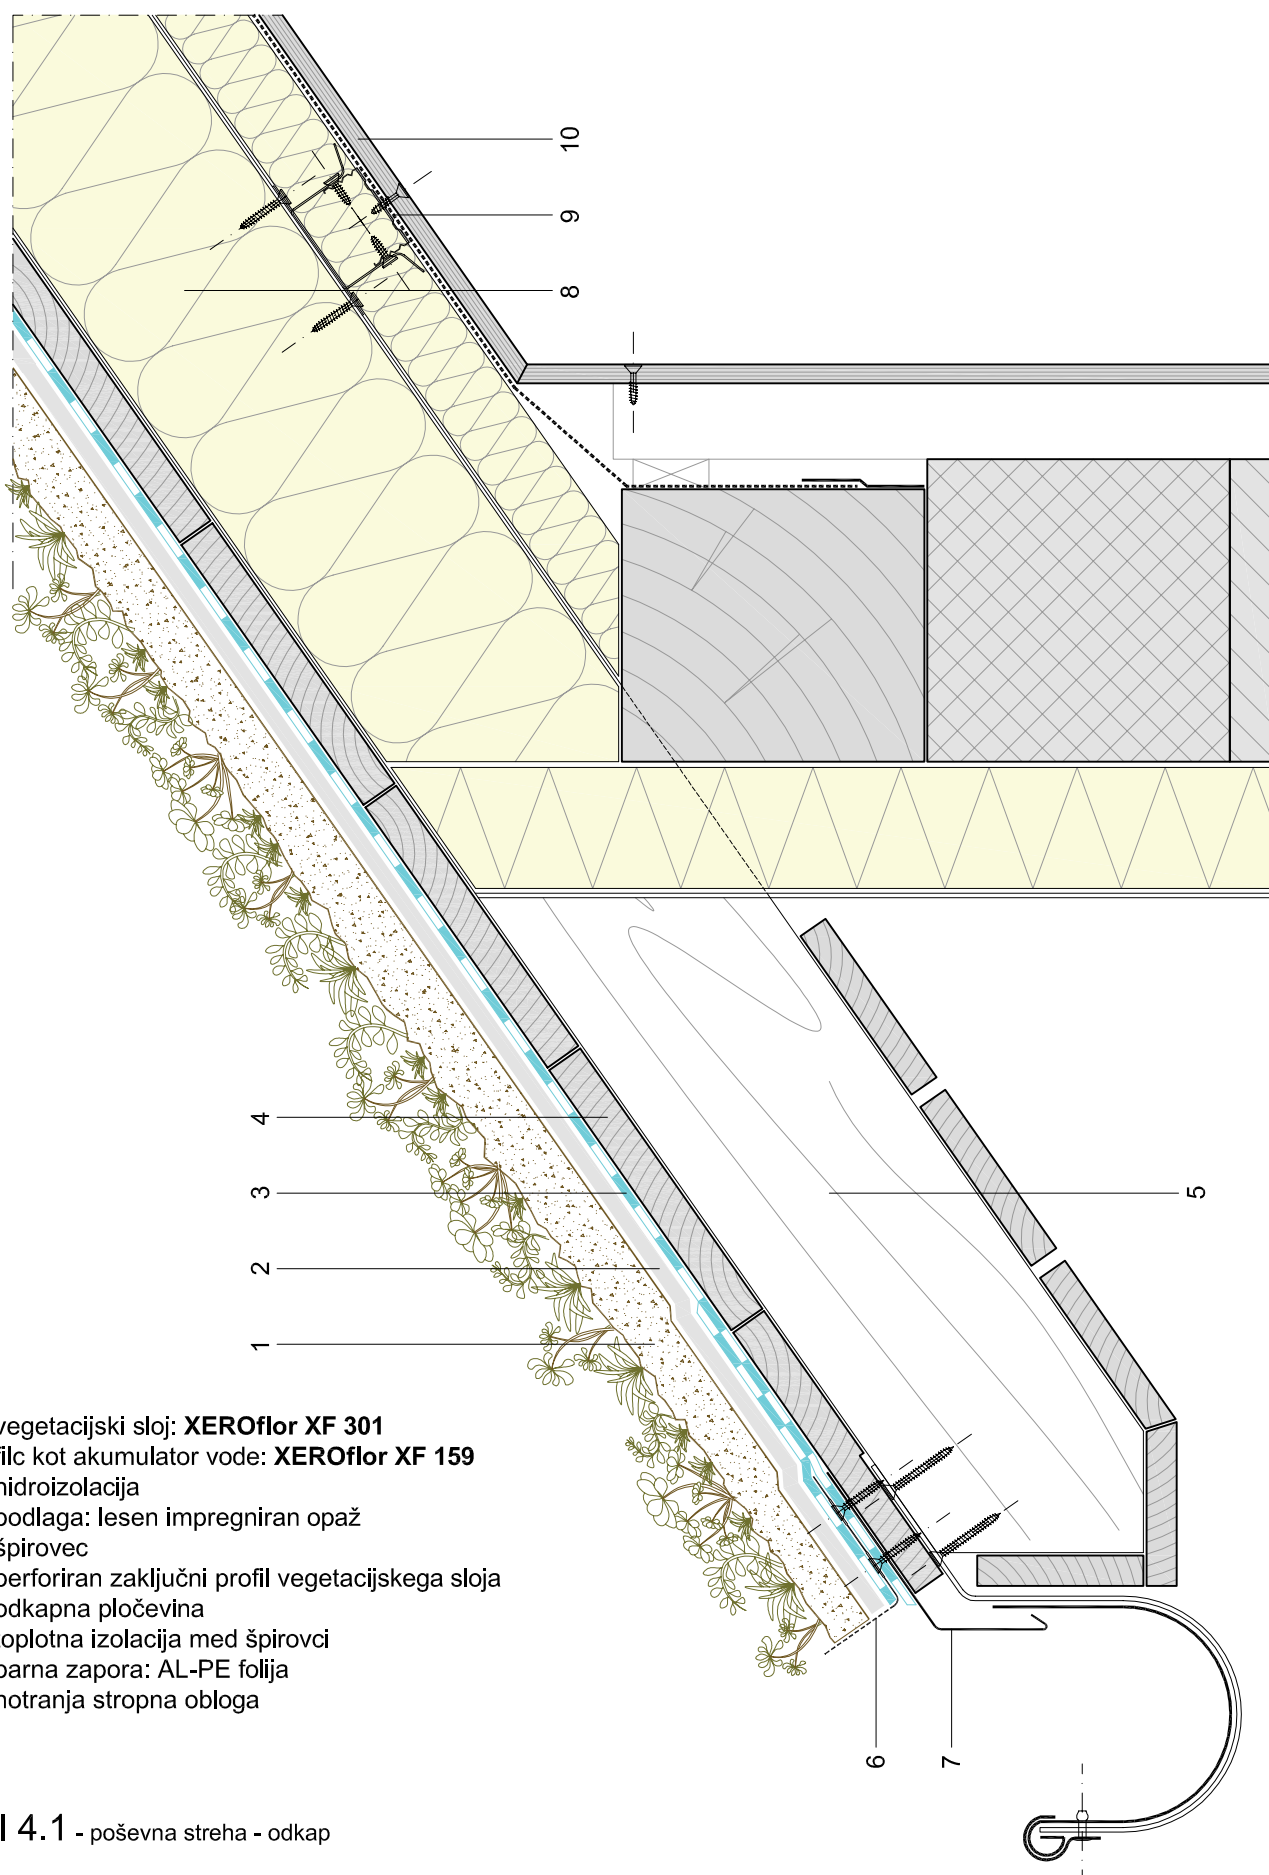 10
9
8
4
3
5
2
1
vegetacijski sloj: XEROflor XF 301
filc kot akumulator vode: XEROflor XF 159
hidroizolacija
podlaga: lesen impregniran opaž
špirovec
perforiran zaključni profil vegetacijskega sloja
odkapna pločevina
toplotna izolacija med špirovci
parna zapora: AL-PE folija
notranja stropna obloga
6
7
l 4.1 - poševna streha - odkap